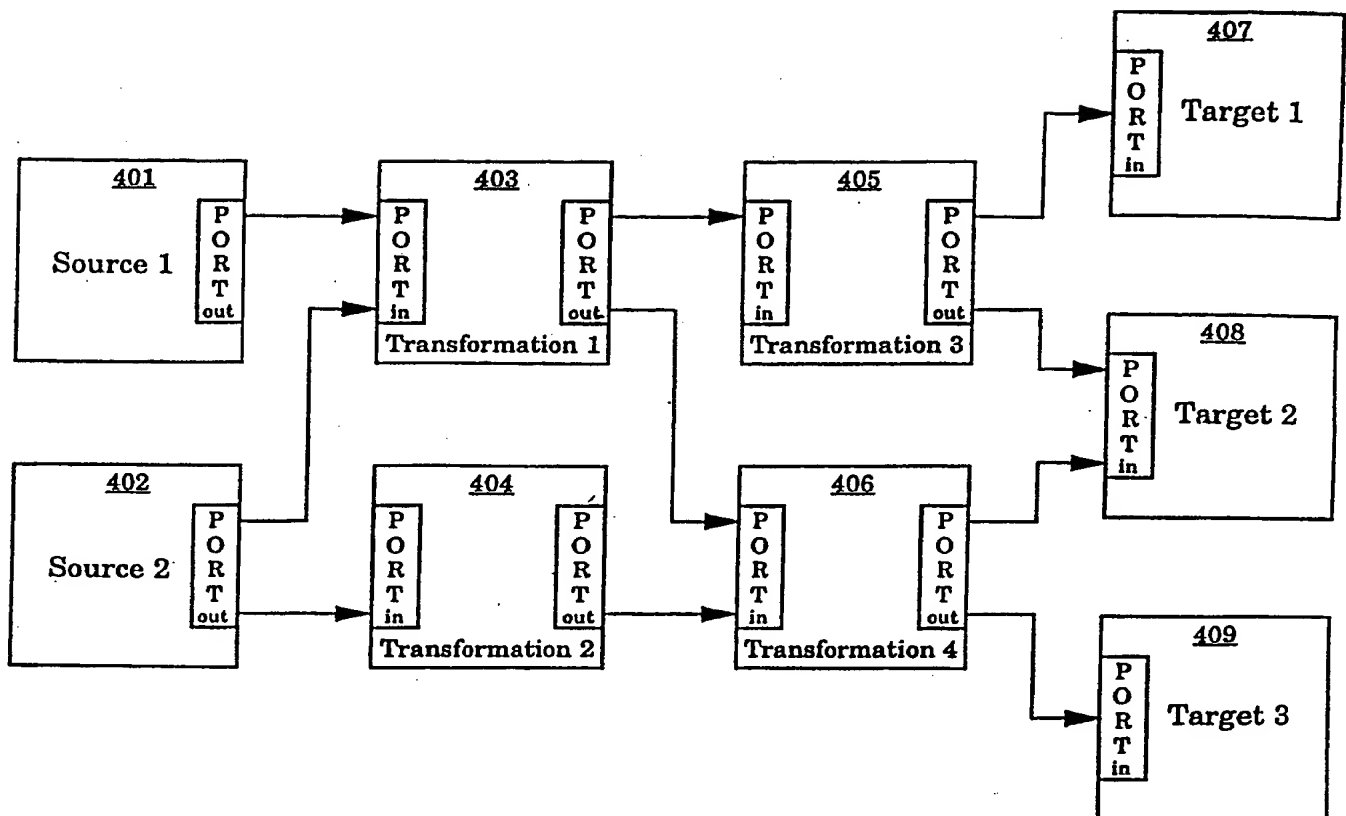 407
PORT in
Target 1
401
Source 1
PORT out
403
PORT in
PORT out
Transformation 1
405
PORT in
PORT out
Transformation 3
408
PORT in
Target 2
402
Source 2
PORT out
404
PORT in
PORT out
Transformation 2
406
PORT in
PORT out
Transformation 4
409
PORT in
Target 3